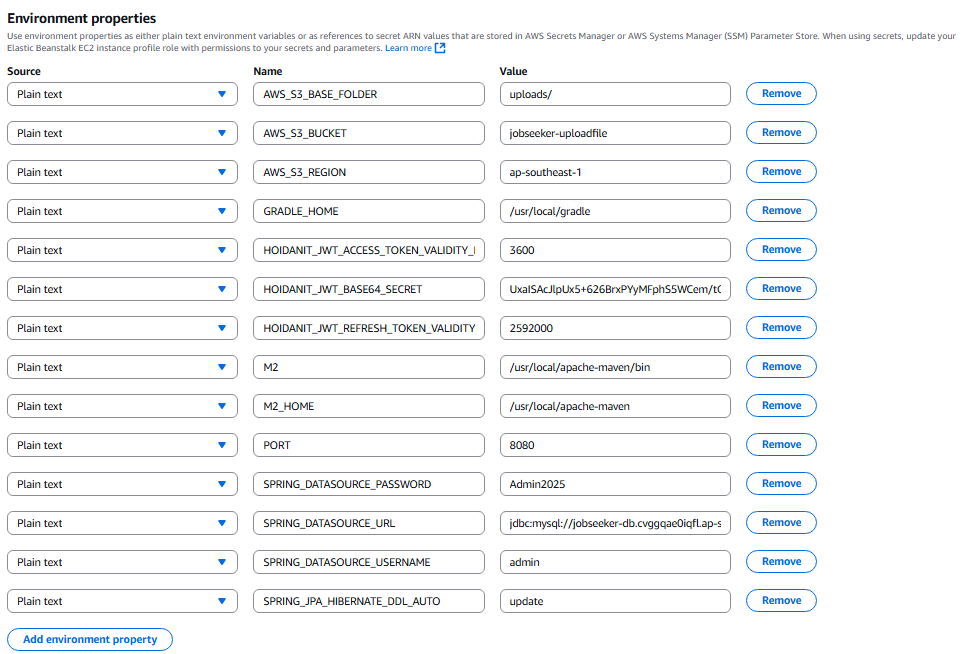 Environment properties
Use environment properties as either plain text environment variables or as references to secret ARN values that are stored in AWS Secrets Manager or AWS Systems Manager (SSM) Parameter Store. When using secrets, update your
Elastic Beanstalk EC2 instance profile role with permissions to your secrets and parameters. Learn more
Source Name Value
Plain text AWS_S3_BASE_FOLDER uploads/ Remove
Plain text AWS_S3_BUCKET jobseeker-uploadfile Remove
Plain text AWS_S3_REGION ap-southeast-1 Remove
Plain text GRADLE_HOME /usr/local/gradle Remove
Plain text HOIDANIT_JWT_ACCESS_TOKEN_VALIDITY_ 3600 Remove
Plain text HOIDANIT_JWT_BASE64_SECRET UxaISAcJlpUx5+626BrxPYyMFphS5WCem/t Remove
Plain text HOIDANIT_JWT_REFRESH_TOKEN_VALIDITY 2592000 Remove
Plain text M2 /usr/local/apache-maven/bin Remove
Plain text M2_HOME /usr/local/apache-maven Remove
Plain text PORT 8080 Remove
Plain text SPRING_DATASOURCE_PASSWORD Admin2025 Remove
Plain text SPRING_DATASOURCE_URL jdbc:mysql://jobseeker-db.cvggqae0iqfl.ap-s Remove
Plain text SPRING_DATASOURCE_USERNAME admin Remove
Plain text SPRING_JPA_HIBERNATE_DDL_AUTO update Remove
Add environment property